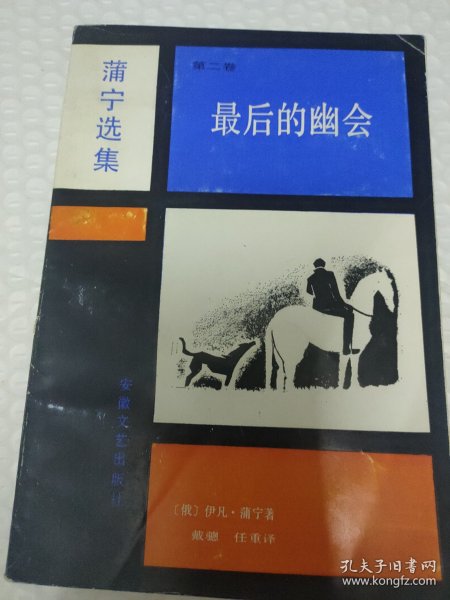 蒲宁选集
第二卷
最后的幽会
安徽文艺出版社
〔俄〕伊凡·蒲宁著
戴骢 任重译
孔夫子旧书网
www.kongfz.com